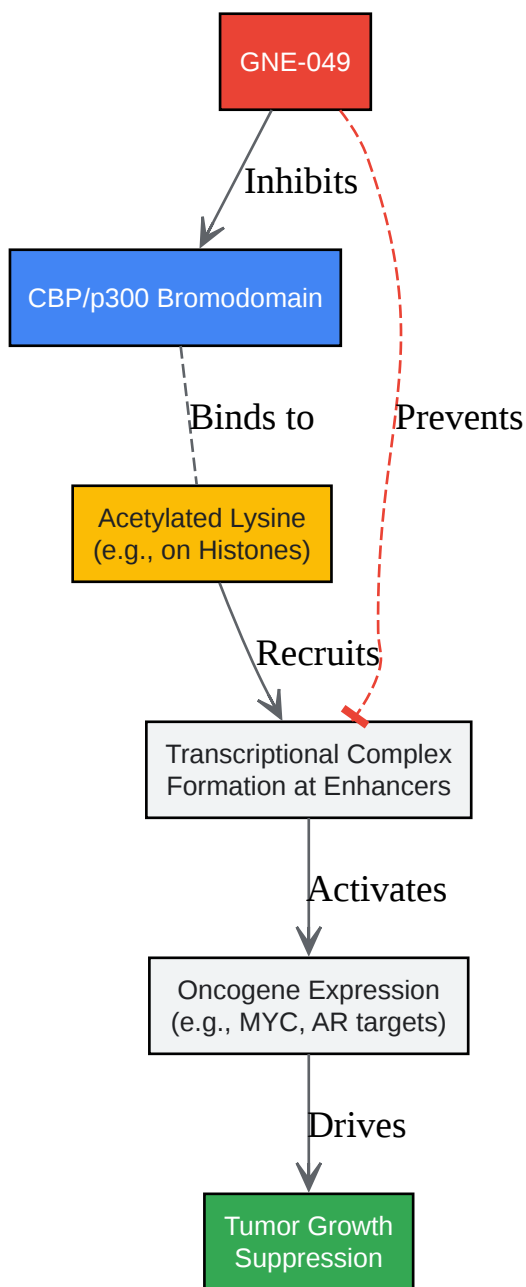 GNE-049
Inhibits
CBP/p300 Bromodomain
Binds to
Prevents
Acetylated Lysine
(e.g., on Histones)
Recruits
Transcriptional Complex
Formation at Enhancers
Activates
Oncogene Expression
(e.g., MYC, AR targets)
Drives
Tumor Growth
Suppression